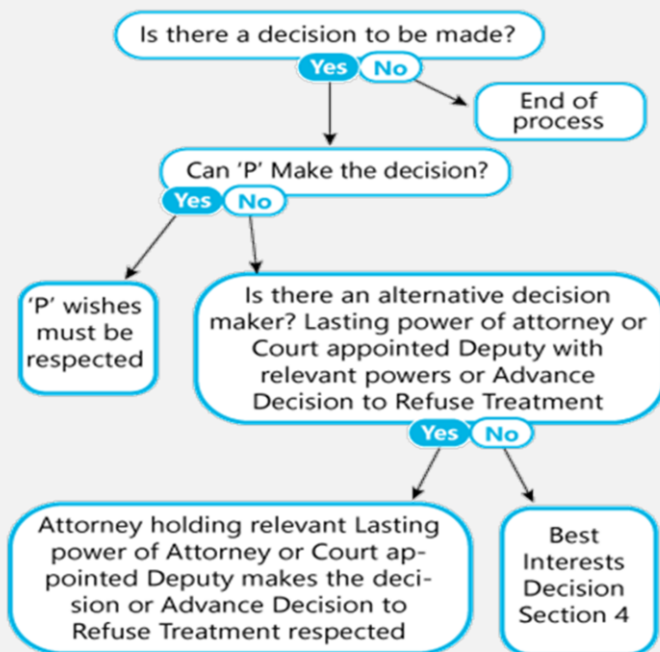 Is there a decision to be made?
Yes No
End of
process
Can 'P' Make the decision?
Yes No
'P' wishes
must be
respected
Is there an alternative decision
maker? Lasting power of attorney or
Court appointed Deputy with
relevant powers or Advance
Decision to Refuse Treatment
Yes No
Attorney holding relevant Lasting
power of Attorney or Court ap-
pointed Deputy makes the deci-
sion or Advance Decision to
Refuse Treatment respected
Best
Interests
Decision
Section 4